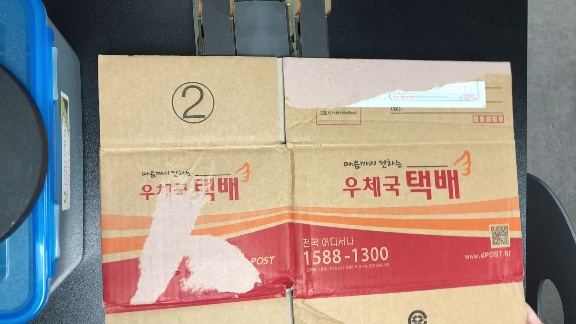 ②
마음까지 전하는
우체국 택배
POST
마음까지 전하는
우체국 택배
전국 어디서나
1588-1300
www.ePOST.kr